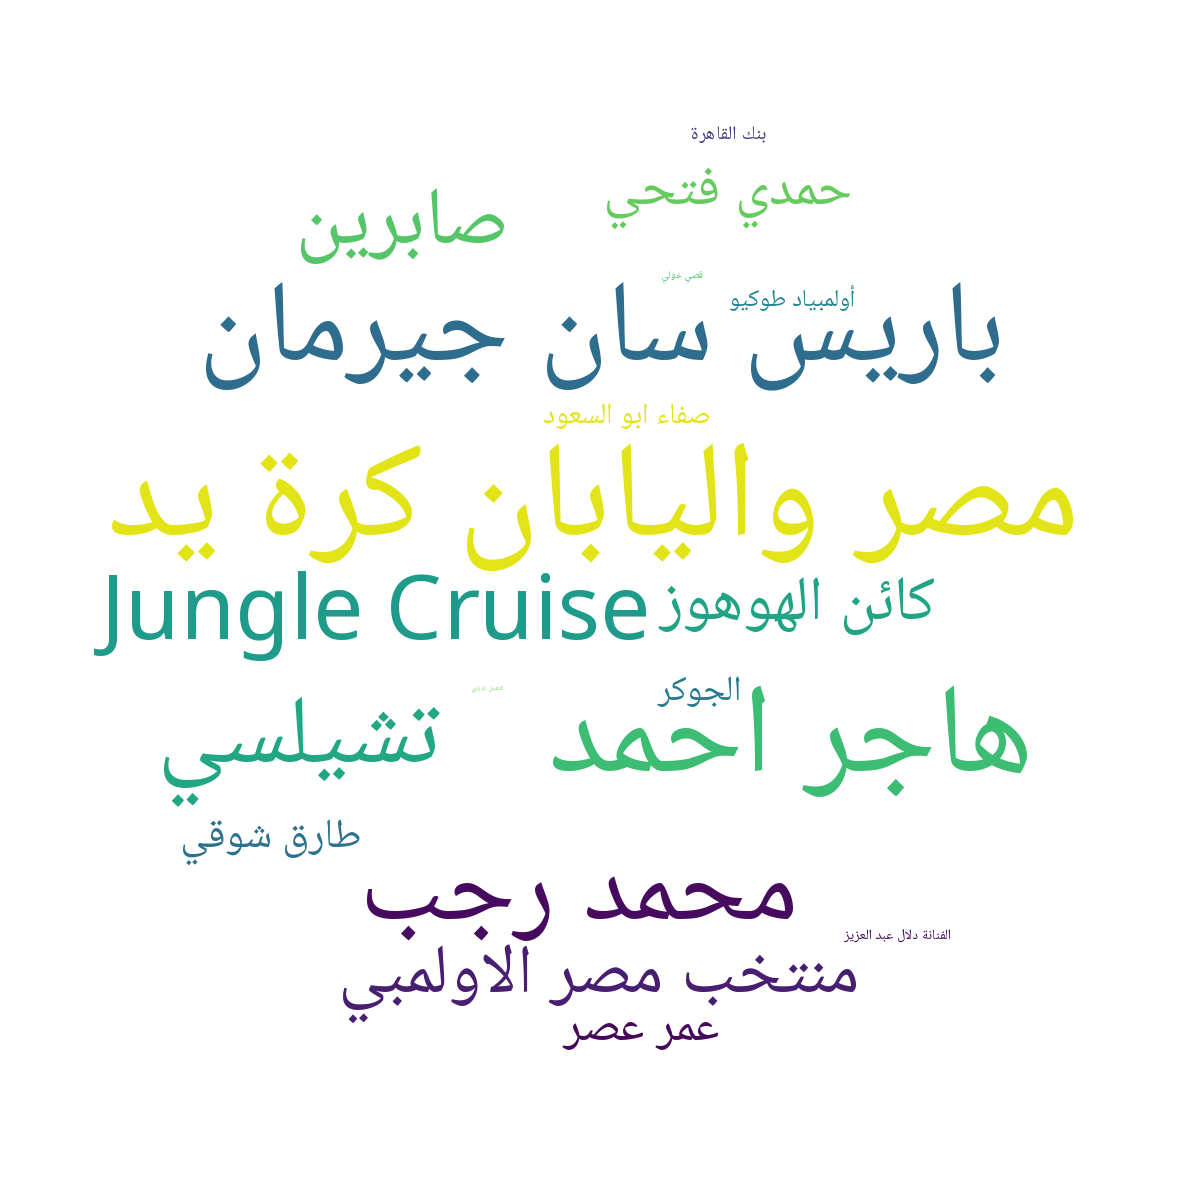 بنك القاهرة
حمدي فتحي
صابرين
قصي خولي
أولمبياد طوكيو
باريس سان جيرمان
صفاء ابو السعود
مصر واليابان كرة يد
كائن الهوهوز
Jungle Cruise
الجوكر
هاجر احمد
تشيلسي
طارق شوقي
محمد رجب
الفنانة دلال عبد العزيز
منتخب مصر الاولمبي
عمر عصر